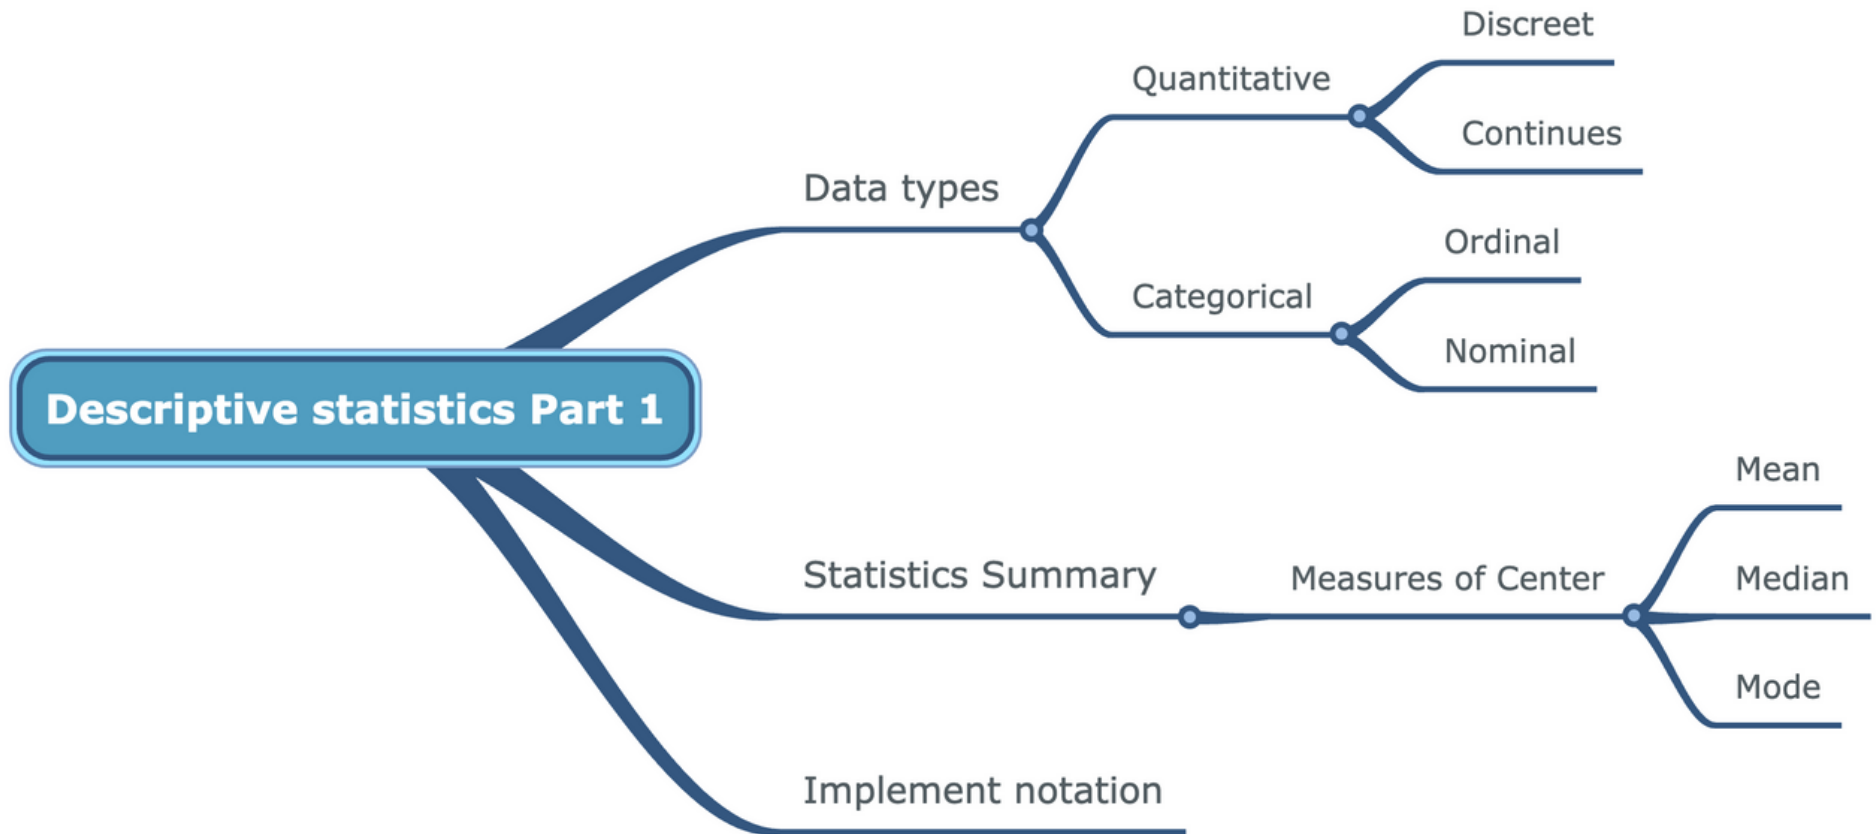 Descriptive statistics Part 1
Data types
Quantitative
Discreet
Continues
Categorical
Ordinal
Nominal
Statistics Summary
Measures of Center
Mean
Median
Mode
Implement notation